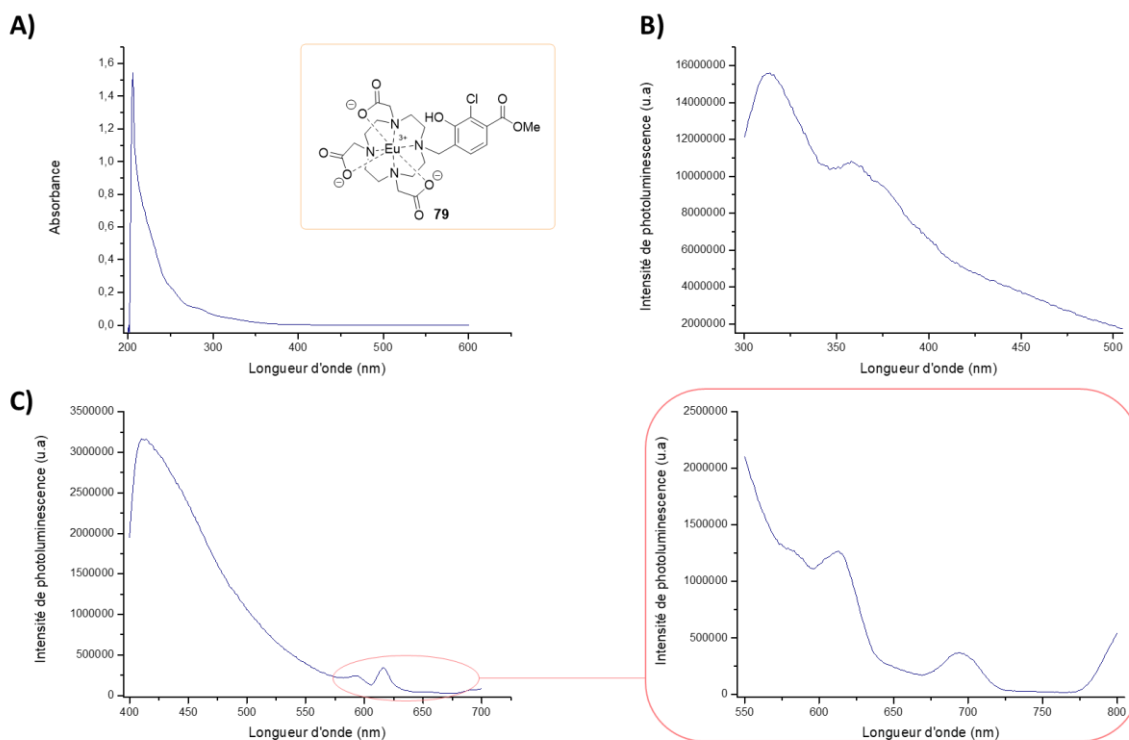 A)
1,6
1,4
1,2
1,0
0,8
0,6
0,4
0,2
0,0
200 300 400 500 600
Absorbance
Longueur d'onde (nm)
O
⊖ O
HO Cl O
OMe
N
3+
N Eu N
N
O
O ⊖
O ⊖
O
79
B)
16000000
14000000
12000000
10000000
8000000
6000000
4000000
2000000
300 350 400 450 500
Intensité de photoluminescence (u.a)
Longueur d'onde (nm)
C)
3500000
3000000
2500000
2000000
1500000
1000000
500000
0
400 450 500 550 600 650 700
Intensité de photoluminescence (u.a)
Longueur d'onde (nm)
2500000
2000000
1500000
1000000
500000
0
550 600 650 700 750 800
Intensité de photoluminescence (u.a)
Longueur d'onde (nm)